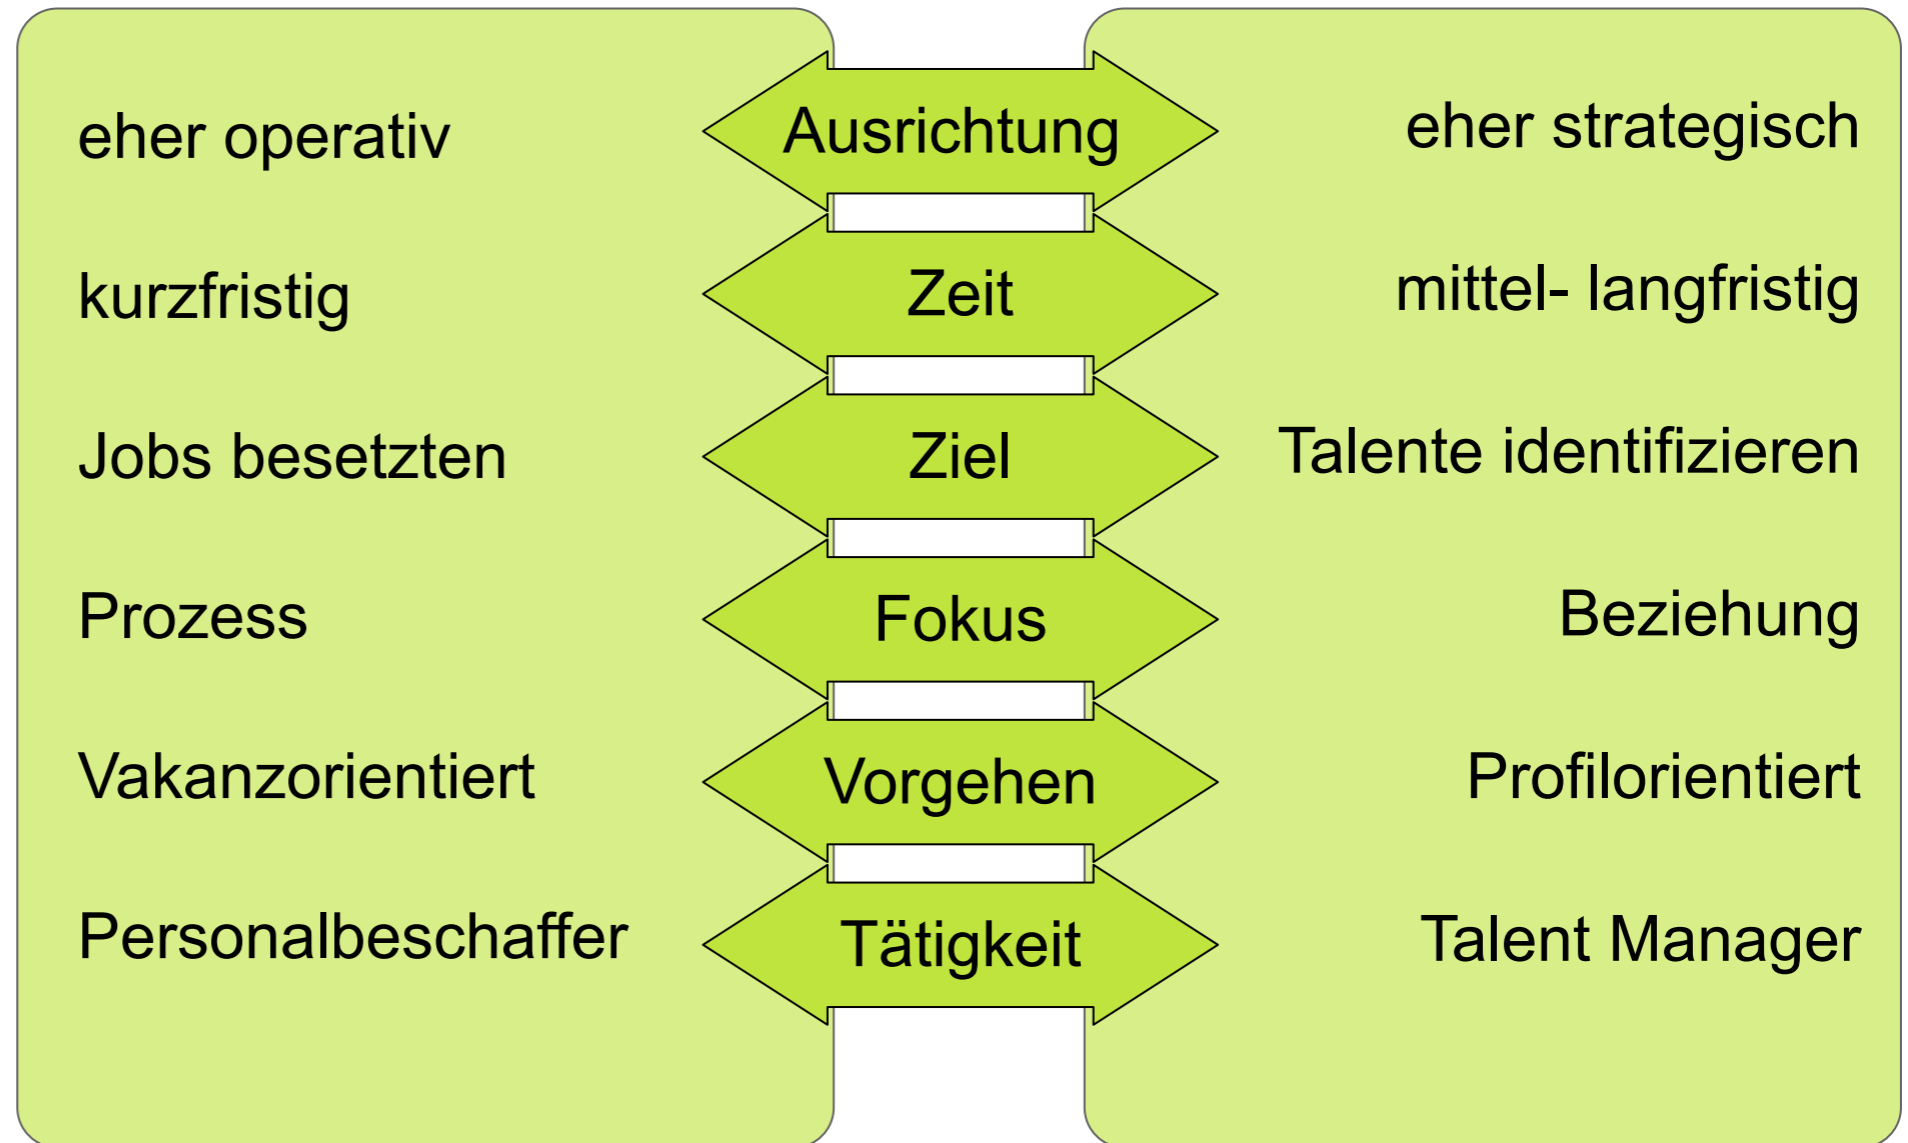 eher operativ
Ausrichtung
eher strategisch
kurzfristig
Zeit
mittel- langfristig
Jobs besetzten
Ziel
Talente identifizieren
Prozess
Fokus
Beziehung
Vakanzorientiert
Vorgehen
Profilorientiert
Personalbeschaffer
Tätigkeit
Talent Manager